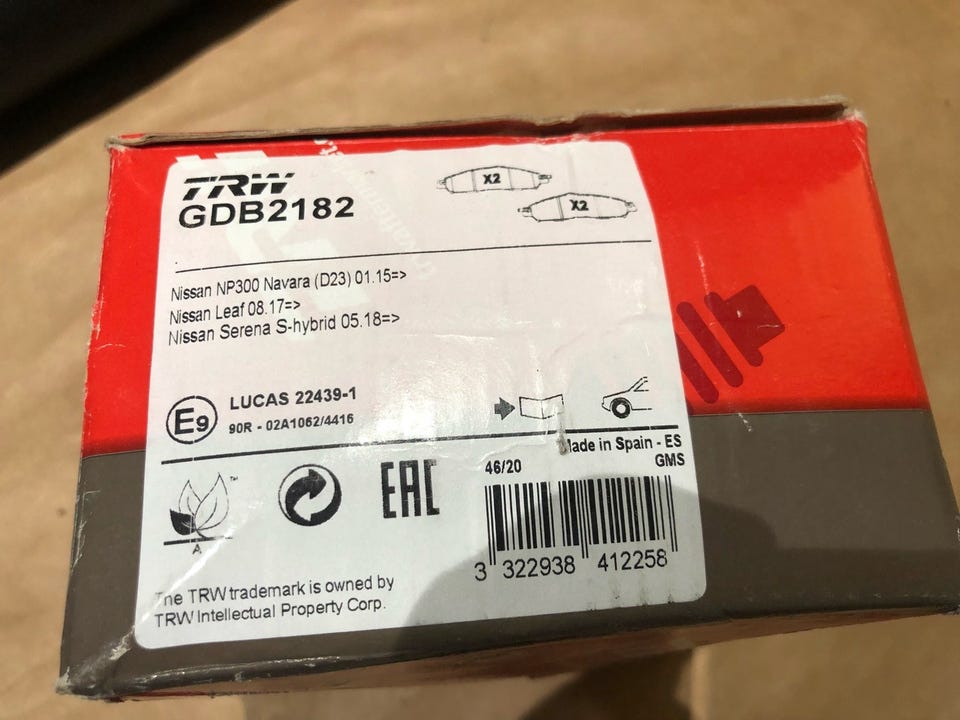 TRW
GDB2182
X2
X2
Nissan NP300 Navara (D23) 01.15=>
Nissan Leaf 08.17=>
Nissan Serena S-hybrid 05.18=>
E9
LUCAS 22439-1
90R - 02A1062/4416
Made in Spain - ES
GMS
46/20
EAC
TM
A
3 322938 412258
The TRW trademark is owned by
TRW Intellectual Property Corp.